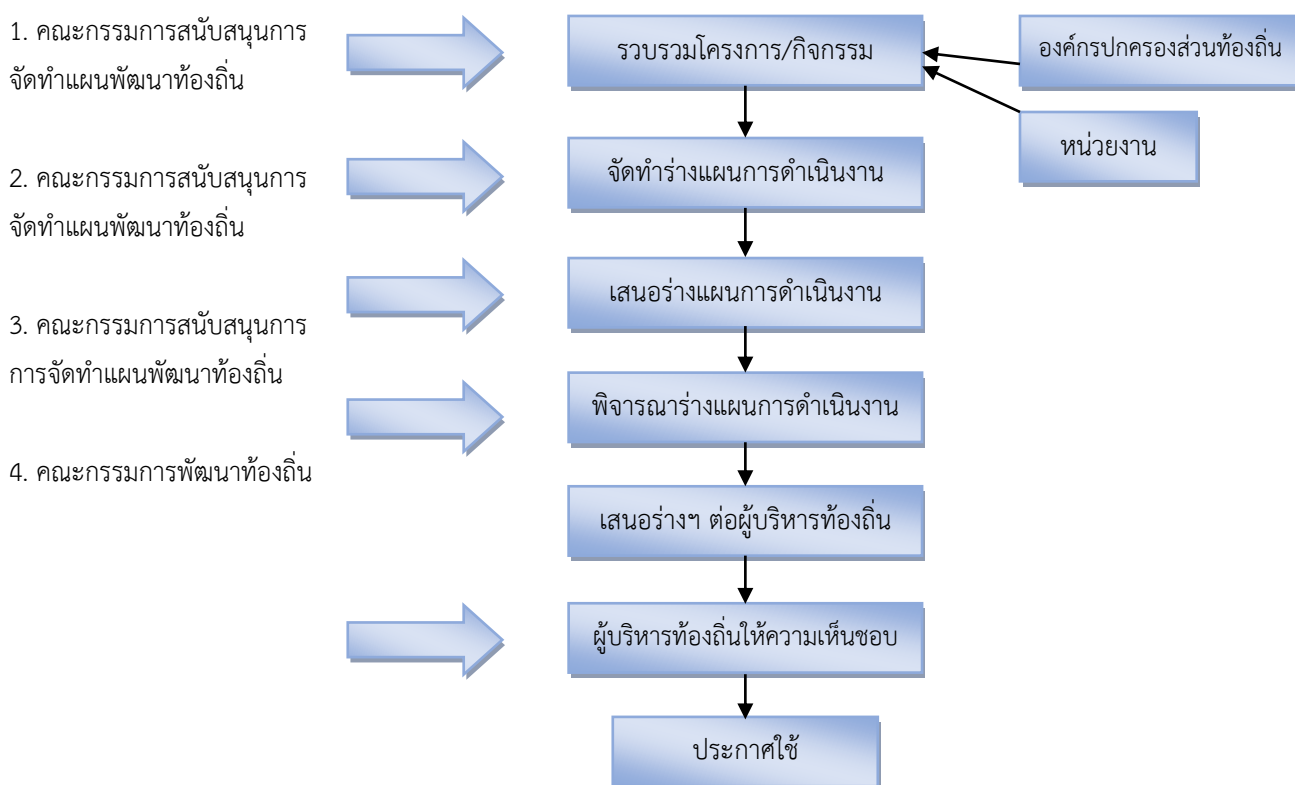 1. คณะกรรมการสนับสนุนการ
จัดทำแผนพัฒนาท้องถิ่น
2. คณะกรรมการสนับสนุนการ
จัดทำแผนพัฒนาท้องถิ่น
3. คณะกรรมการสนับสนุนการ
การจัดทำแผนพัฒนาท้องถิ่น
4. คณะกรรมการพัฒนาท้องถิ่น
รวบรวมโครงการ/กิจกรรม
องค์กรปกครองส่วนท้องถิ่น
หน่วยงาน
จัดทำร่างแผนการดำเนินงาน
เสนอร่างแผนการดำเนินงาน
พิจารณาร่างแผนการดำเนินงาน
เสนอร่างฯ ต่อผู้บริหารท้องถิ่น
ผู้บริหารท้องถิ่นให้ความเห็นชอบ
ประกาศใช้